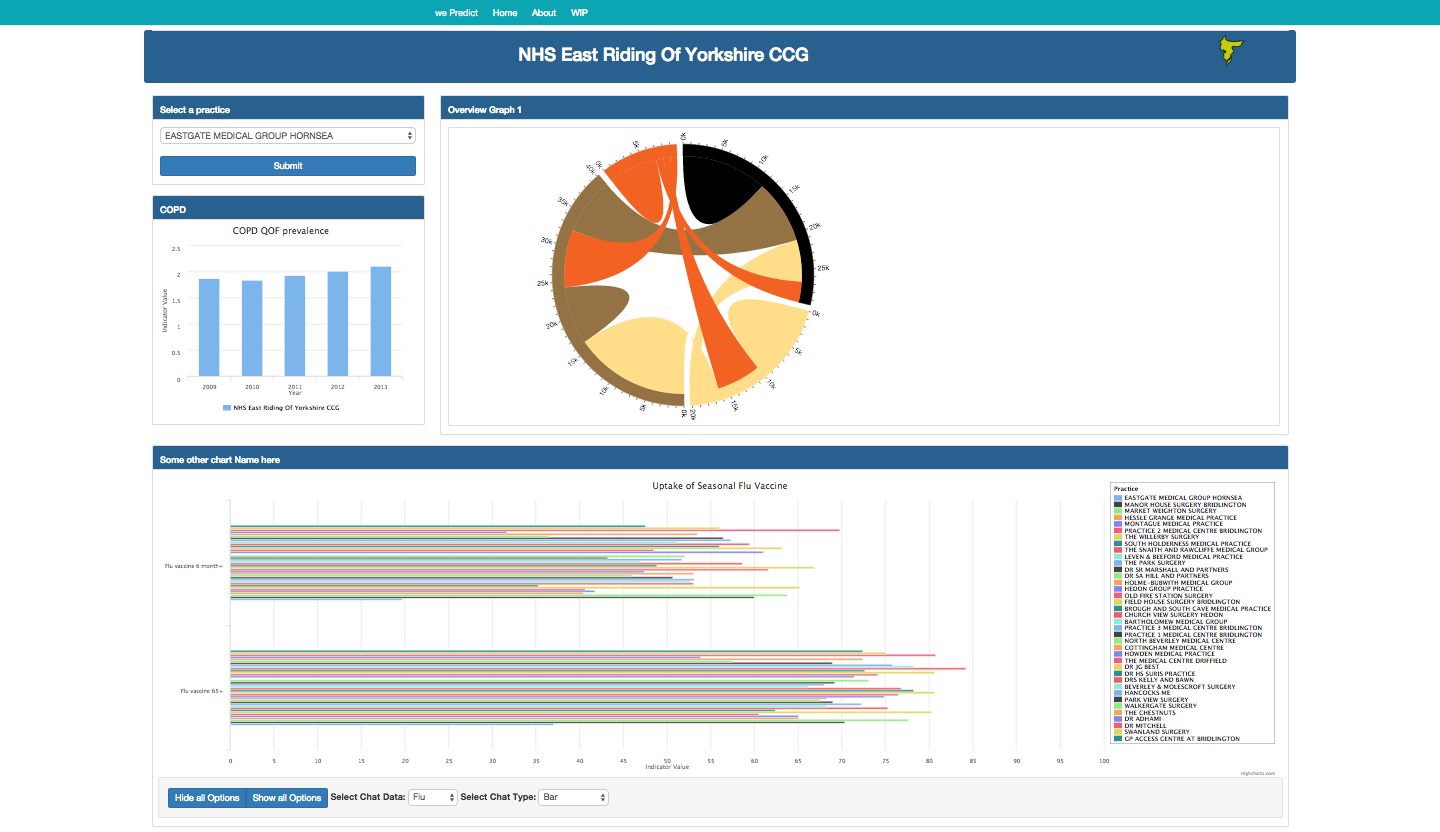 we Predict Home About WIP
NHS East Riding Of Yorkshire CCG
Select a practice
EASTGATE MEDICAL GROUP HORNSEA
Submit
COPD
COPD QOF prevalence
2.5
2
1.5
1
0.5
0
Indicator Value
2009 2010 2011 2012 2013
Year
NHS East Riding Of Yorkshire CCG
Overview Graph 1
0k 5k 10k 15k 20k 25k
0k 5k 10k 15k 20k
0k 5k 10k 15k 20k 25k 30k 35k 40k
0k 5k
Some other chart Name here
Uptake of Seasonal Flu Vaccine
Flu vaccine 6 month+
Flu vaccine 65+
0 5 10 15 20 25 30 35 40 45 50 55 60 65 70 75 80 85 90 95 100
Indicator Value
Practice
EASTGATE MEDICAL GROUP HORNSEA
MANOR HOUSE SURGERY BRIDLINGTON
MARKET WEIGHTON SURGERY
HESSLE GRANGE MEDICAL PRACTICE
MONTAGUE MEDICAL PRACTICE
PRACTICE 2 MEDICAL CENTRE BRIDLINGTON
THE WILLERBY SURGERY
SOUTH HOLDERNESS MEDICAL PRACTICE
THE SNAITH AND RAWCLIFFE MEDICAL GROUP
LEVEN & BEEFORD MEDICAL PRACTICE
THE PARK SURGERY
DR SR MARSHALL AND PARTNERS
DR SA HILL AND PARTNERS
HOLME-BUBWITH MEDICAL GROUP
HEDON GROUP PRACTICE
OLD FIRE STATION SURGERY
FIELD HOUSE SURGERY BRIDLINGTON
BROUGH AND SOUTH CAVE MEDICAL PRACTICE
CHURCH VIEW SURGERY HEDON
BARTHOLOMEW MEDICAL GROUP
PRACTICE 3 MEDICAL CENTRE BRIDLINGTON
PRACTICE 1 MEDICAL CENTRE BRIDLINGTON
NORTH BEVERLEY MEDICAL CENTRE
COTTINGHAM MEDICAL CENTRE
HOWDEN MEDICAL PRACTICE
THE MEDICAL CENTRE DRIFFIELD
DR JG BEST
DR HS SURIS PRACTICE
DRS KELLY AND BAWN
BEVERLEY & MOLESCROFT SURGERY
HANCOCKS ME
PARK VIEW SURGERY
WALKERGATE SURGERY
THE CHESTNUTS
DR ADHAMI
DR MITCHELL
SWANLAND SURGERY
GP ACCESS CENTRE AT BRIDLINGTON
Highcharts.com
Hide all Options Show all Options Select Chat Data: Flu Select Chat Type: Bar